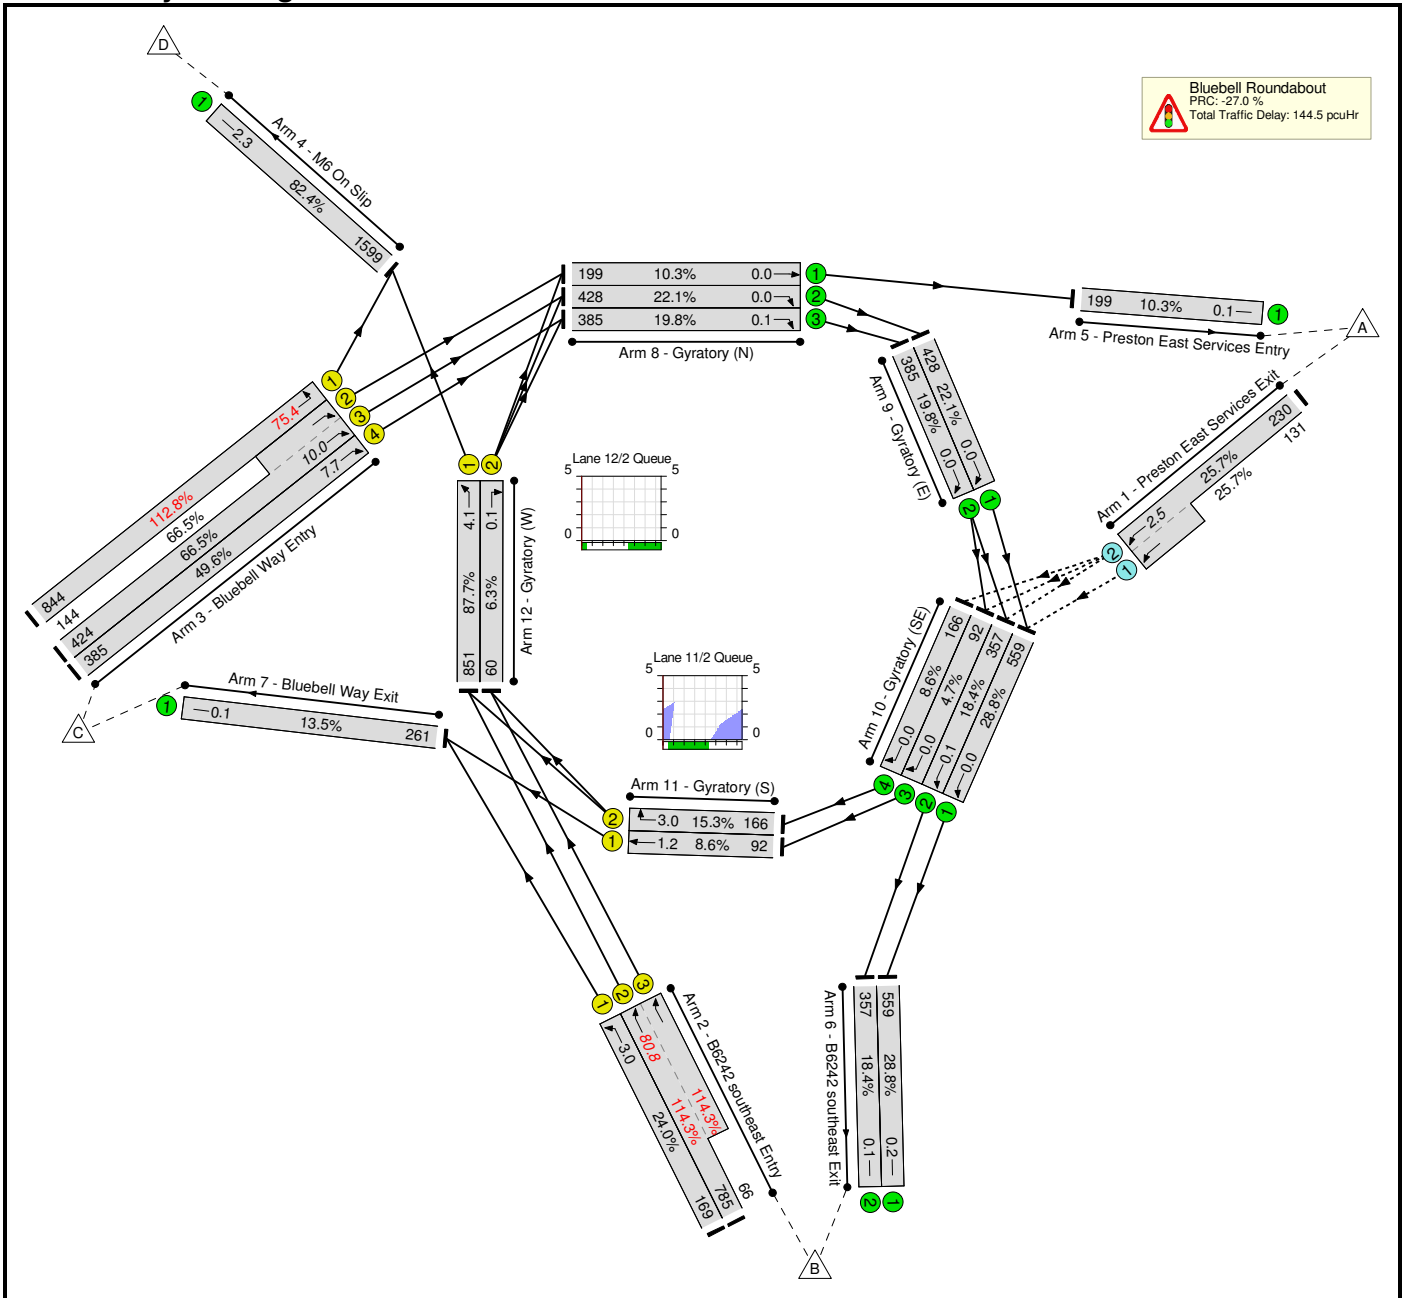 D
1
2.3
82.4%
1599
Arm 4 - M6 On Slip
Bluebell Roundabout
PRC: -27.0 %
Total Traffic Delay: 144.5 pcuHr
199 10.3% 0.0 1
428 22.1% 0.0 2
385 19.8% 0.1 3
Arm 8 - Gyratory (N)
199 10.3% 0.1 1
Arm 5 - Preston East Services Entry
A
428 22.1% 0.0 1
385 19.8% 0.0 2
Arm 9 - Gyratory (E)
Arm 1 - Preston East Services Exit
230 25.7% 2.5 2
131 25.7% 1
1
2
3
4
75.4 112.8% 844
66.5% 144
10.0 66.5% 424
7.7 49.6% 385
Arm 3 - Bluebell Way Entry
1 2
4.1 0.1
87.7% 6.3%
851 60
Arm 12 - Gyratory (W)
Lane 12/2 Queue
5 5
0 0
Lane 11/2 Queue
5 5
0 0
Arm 7 - Bluebell Way Exit
1 0.1 13.5% 261
C
Arm 10 - Gyratory (SE)
166 92 357 559
8.6% 4.7% 18.4% 28.8%
0.0 0.0 0.1 0.0
4 3 2 1
Arm 11 - Gyratory (S)
2 3.0 15.3% 166
1 1.2 8.6% 92
1 2 3
3.0 80.8
24.0% 114.3% 114.3%
169 785 66
Arm 2 - B6242 southeast Entry
357 559
18.4% 28.8%
0.1 0.2
2 1
Arm 6 - B6242 southeast Exit
B